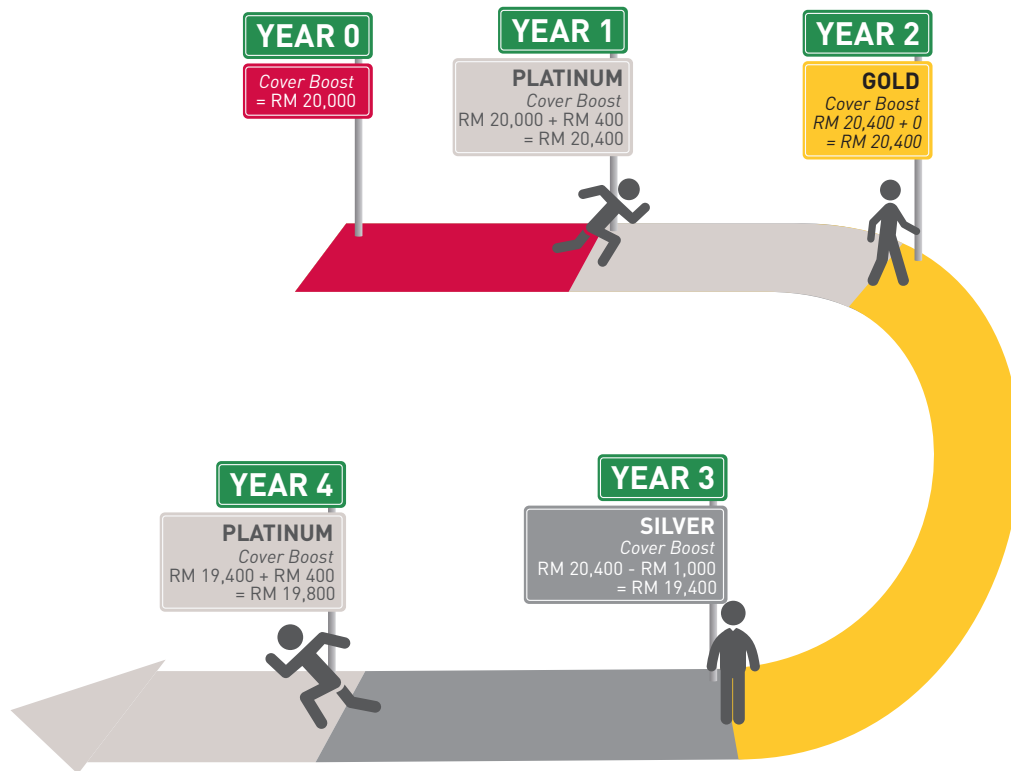 YEAR 0
Cover Boost
= RM 20,000
YEAR 1
PLATINUM
Cover Boost
RM 20,000 + RM 400
= RM 20,400
YEAR 2
GOLD
Cover Boost
RM 20,400 + 0
= RM 20,400
YEAR 4
PLATINUM
Cover Boost
RM 19,400 + RM 400
= RM 19,800
YEAR 3
SILVER
Cover Boost
RM 20,400 - RM 1,000
= RM 19,400